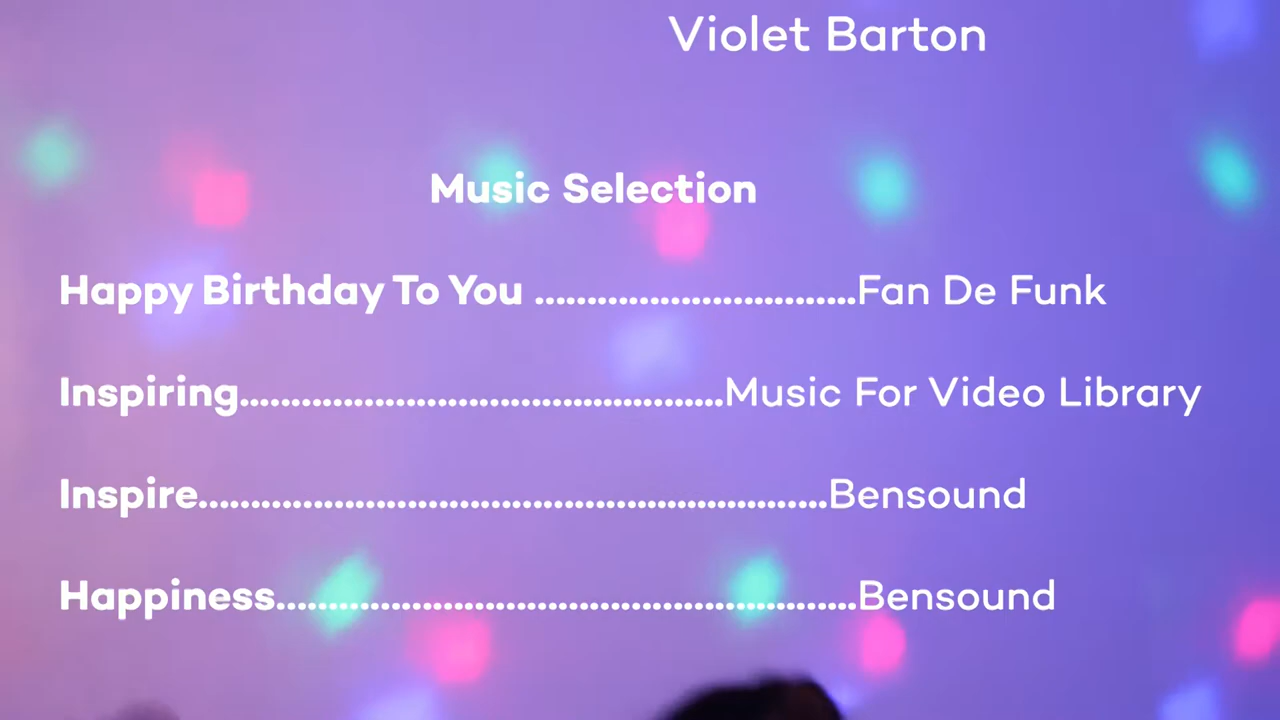 Violet Barton
Music Selection
Happy Birthday To You ...............................Fan De Funk
Inspiring...............................................Music For Video Library
Inspire.............................................................Bensound
Happiness........................................................Bensound